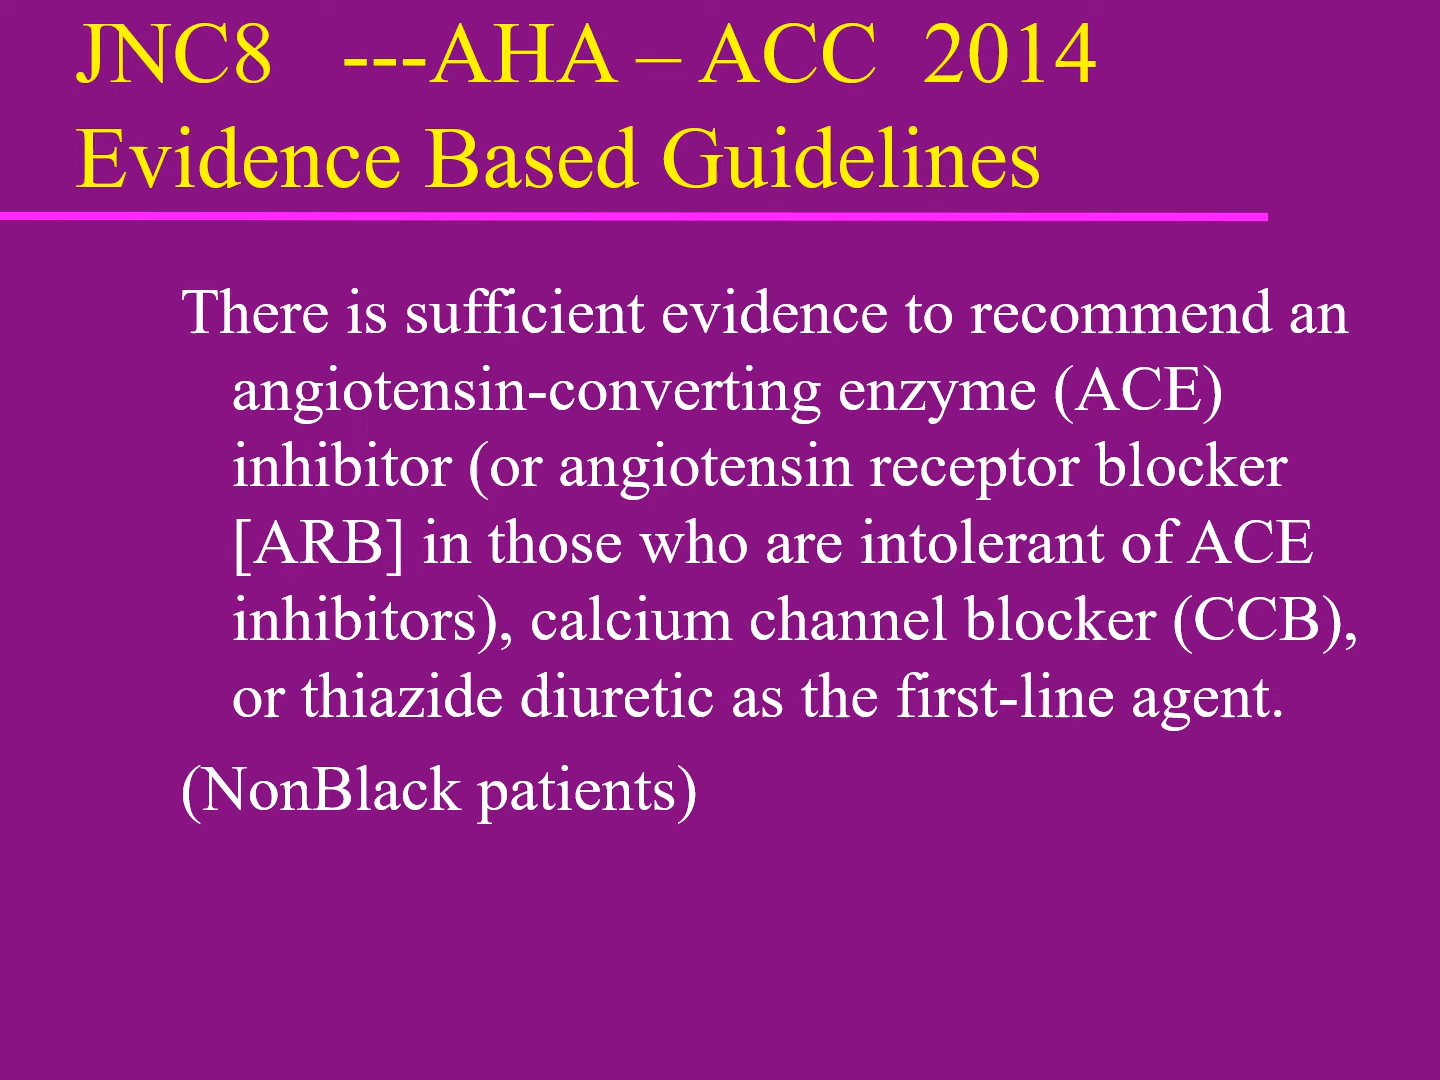 JNC8   ---AHA – ACC  2014
Evidence Based Guidelines
There is sufficient evidence to recommend an
angiotensin-converting enzyme (ACE)
inhibitor (or angiotensin receptor blocker
[ARB] in those who are intolerant of ACE
inhibitors), calcium channel blocker (CCB),
or thiazide diuretic as the first-line agent.
(NonBlack patients)